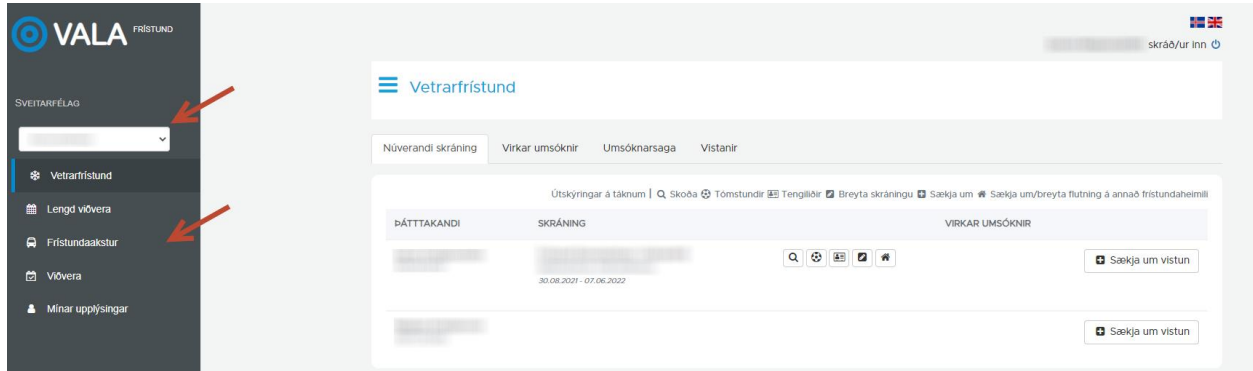 VALA FRÍSTUND
skráð/ur inn
SVEITARFÉLAG
Vetrarfrístund
Lengd viðvera
Frístundaakstur
Viðvera
Mínar upplýsingar
Vetrarfrístund
Núverandi skráning Virkar umsóknir Umsóknarsaga Vistanir
Útskýringar á táknum | Skoða Tómstundir Tengiliðir Breyta skráningu Sækja um Sækja um/breyta flutning á annað frístundaheimili
ÞÁTTTAKANDI SKRÁNING VIRKAR UMSÓKNIR
30.08.2021 - 07.06.2022
Sækja um vistun
Sækja um vistun